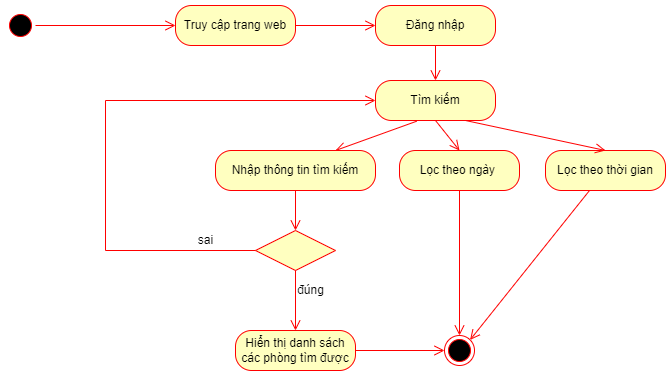 Truy cập trang web
Đăng nhập
Tìm kiếm
Nhập thông tin tìm kiếm
Lọc theo ngày
Lọc theo thời gian
sai
đúng
Hiển thị danh sách
các phòng tìm được